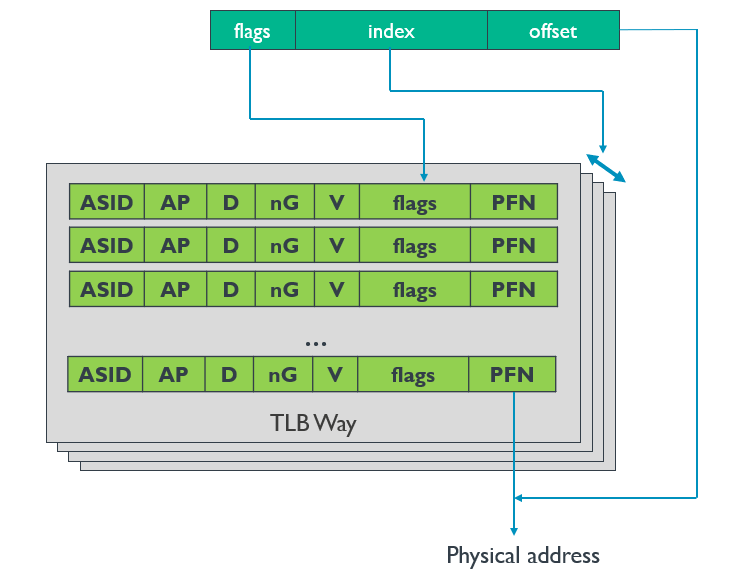 flags index offset
ASID AP D nG V flags PFN
ASID AP D nG V flags PFN
ASID AP D nG V flags PFN
...
ASID AP D nG V flags PFN
TLB Way
Physical address